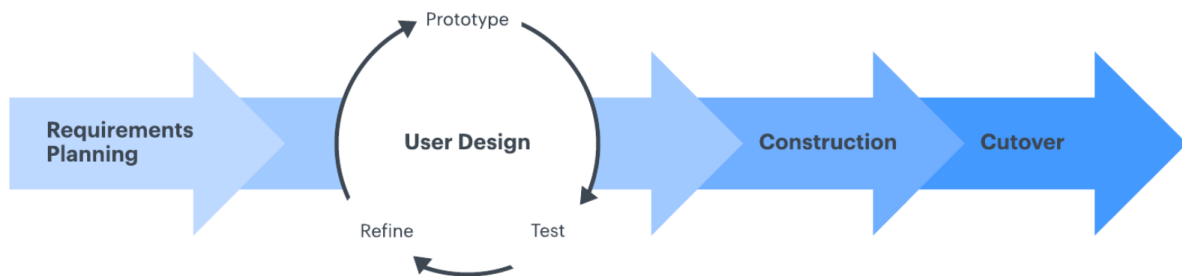 Prototype
Requirements
Planning
User Design
Construction
Cutover
Refine
Test